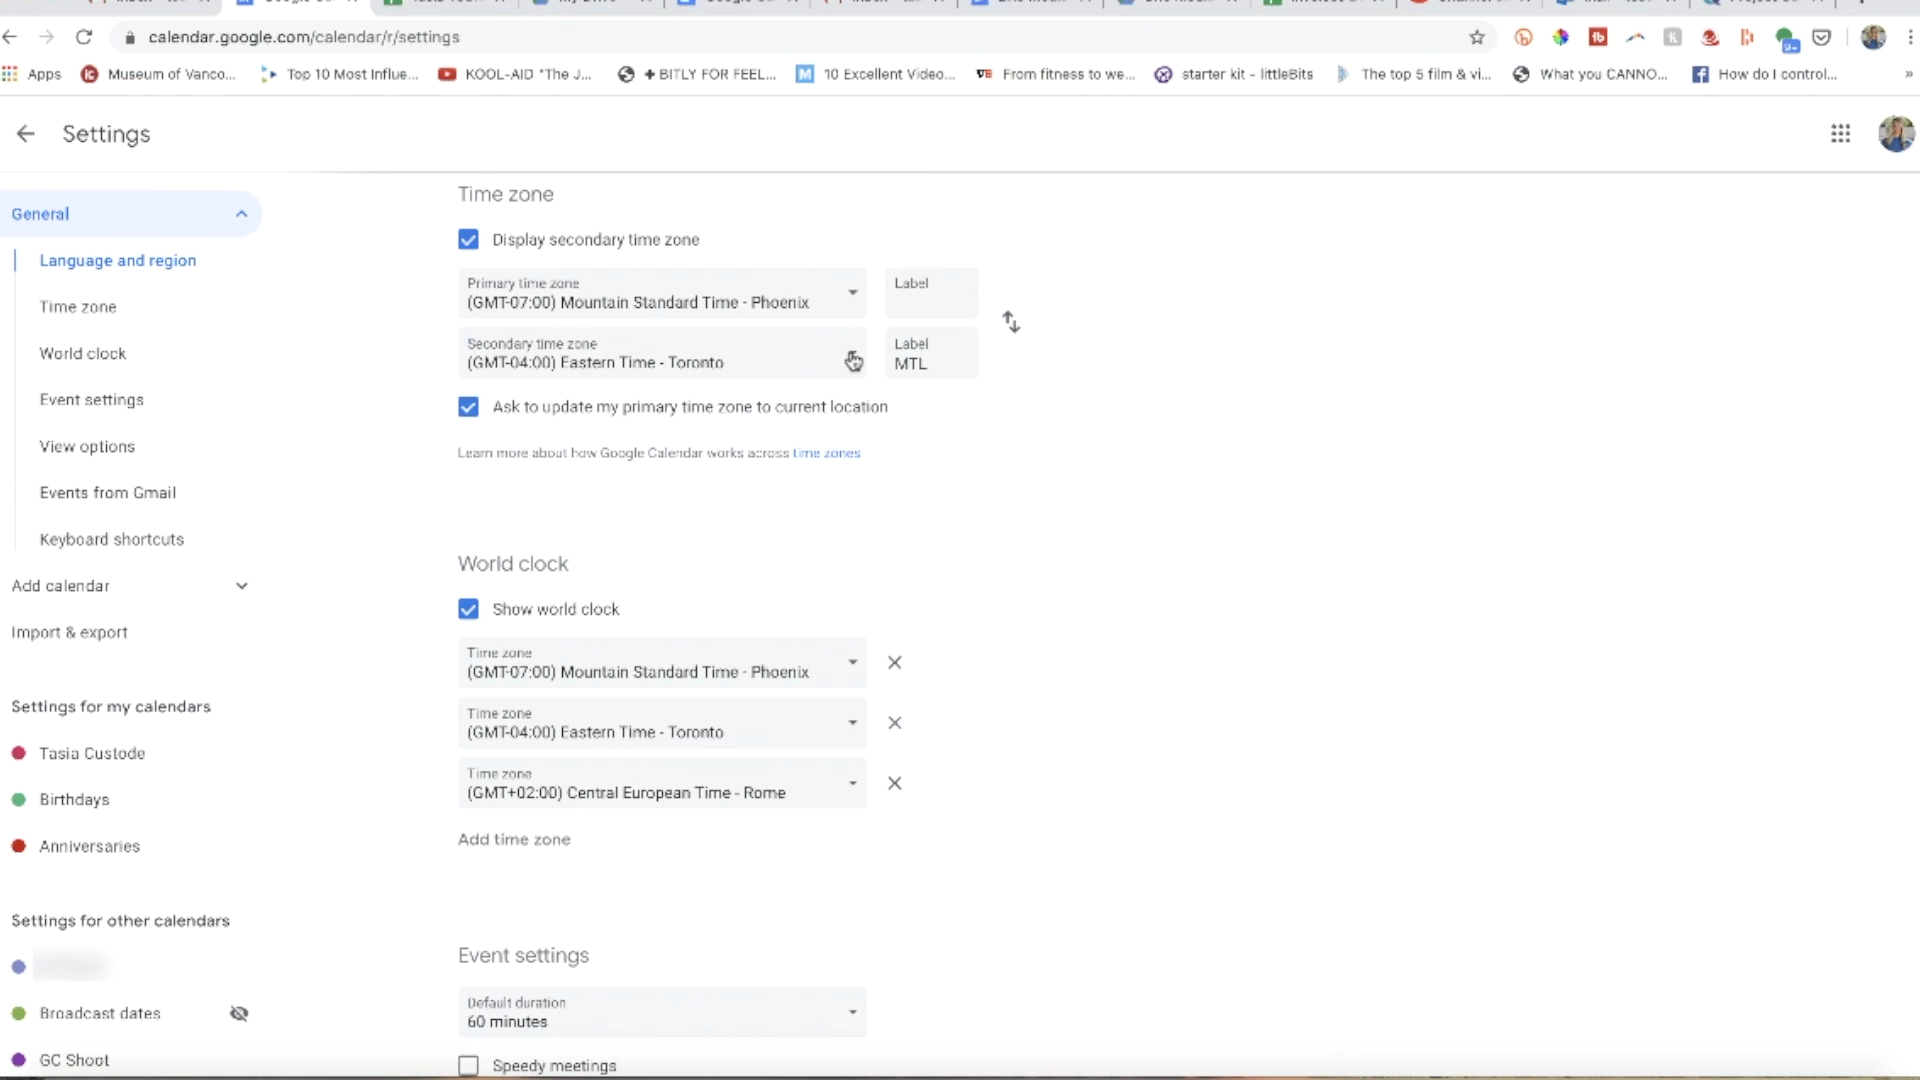 calendar.google.com/calendar/r/settings
Apps
Museum of Vanco...
Top 10 Most Influe...
KOOL-AID "The J...
+ BITLY FOR FEEL...
10 Excellent Video...
From fitness to we...
starter kit - littleBits
The top 5 film & vi...
What you CANNO...
How do I control...
»
Settings
General
Language and region
Time zone
World clock
Event settings
View options
Events from Gmail
Keyboard shortcuts
Add calendar
Import & export
Settings for my calendars
Tasia Custode
Birthdays
Anniversaries
Settings for other calendars
Broadcast dates
GC Shoot
Time zone
Display secondary time zone
Primary time zone
(GMT-07:00) Mountain Standard Time - Phoenix
Label
Secondary time zone
(GMT-04:00) Eastern Time - Toronto
Label
MTL
Ask to update my primary time zone to current location
Learn more about how Google Calendar works across time zones
World clock
Show world clock
Time zone
(GMT-07:00) Mountain Standard Time - Phoenix
Time zone
(GMT-04:00) Eastern Time - Toronto
Time zone
(GMT+02:00) Central European Time - Rome
Add time zone
Event settings
Default duration
60 minutes
Speedy meetings